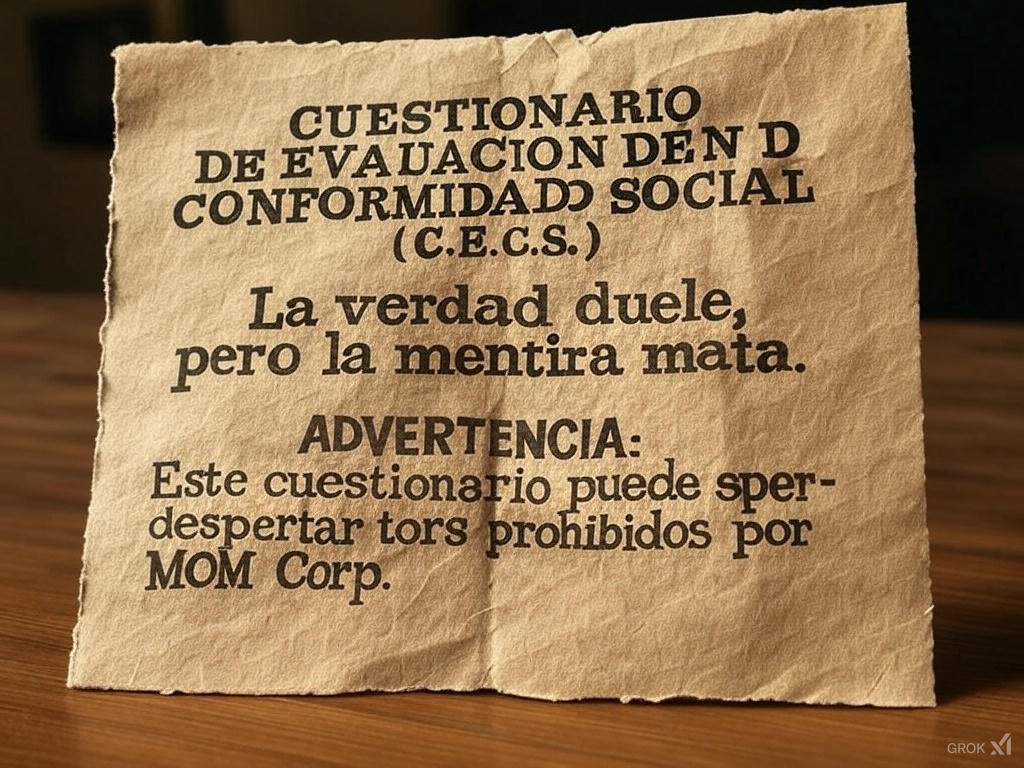 CUESTIONARIO
DE EVAUACION DEN D
CONFORMIDAD SOCIAL
(C.E.C.S.)
La verdad duele,
pero la mentira mata.
ADVERTENCIA:
Este cuestionario puede sper-
despertar tors prohibidos por
MOM Corp.
GROK